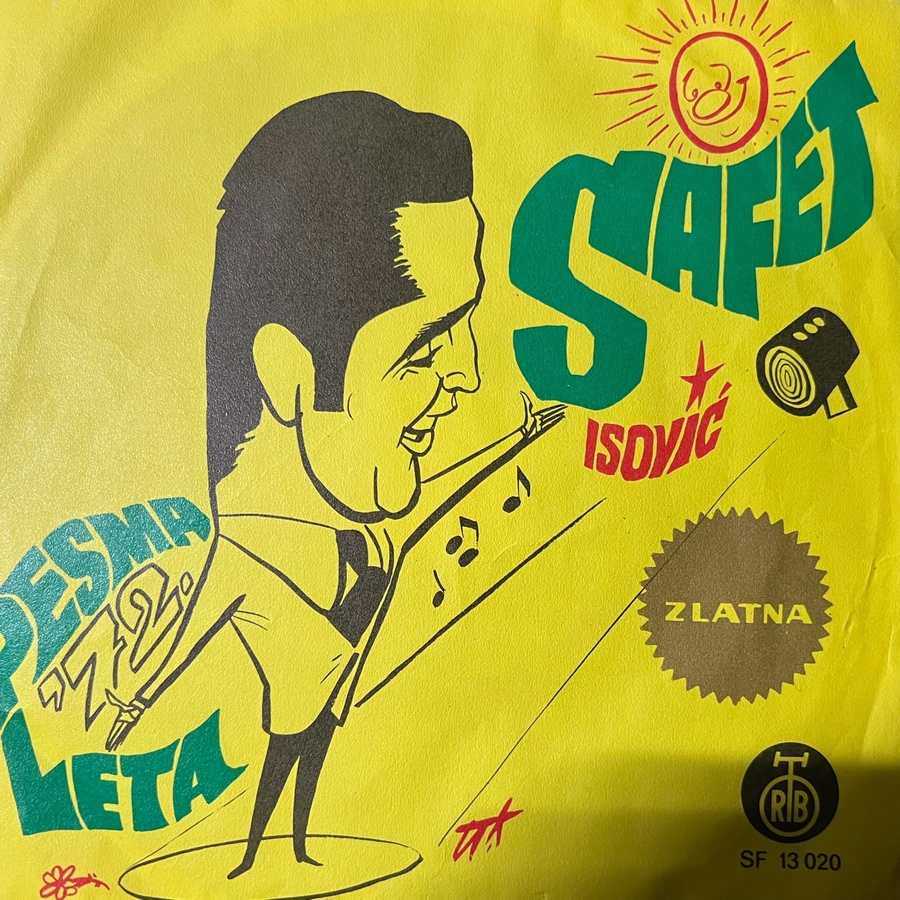 SAFET
ISOVIĆ
PESMA
'72.
LETA
ZLATNA
RTB
SF 13 020